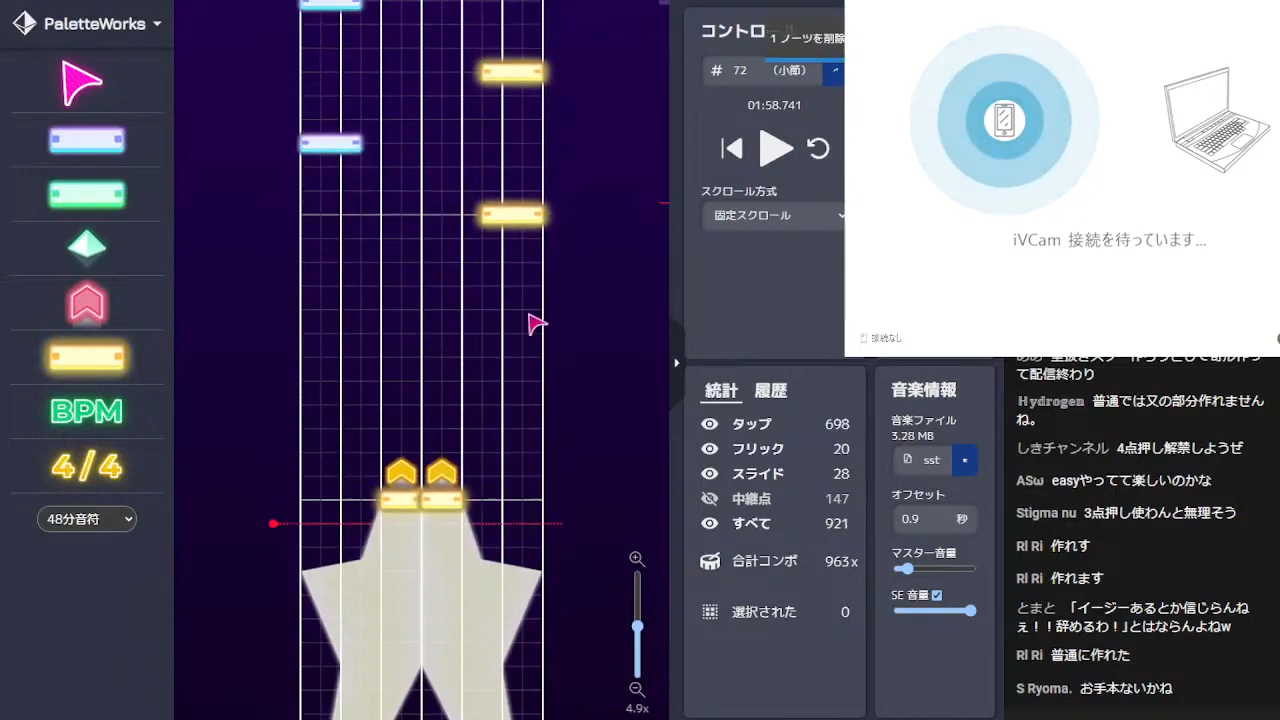 PaletteWorks
BPM
4/4
48分音符
4.9x
コントロ
1 ノーツを削除
# 72 （小節）
01:58.741
スクロール方式
固定スクロール
統計 履歴
タップ 698
フリック 20
スライド 28
中継点 147
すべて 921
合計コンボ 963x
選択された 0
音楽情報
音楽ファイル
3.28 MB
sst
オフセット
0.9 秒
マスター音量
SE 音量
iVCam 接続を待っています...
接続なし
て配信終わり
Hydrogen 普通では又の部分作れません
ね。
しきチャンネル 4点押し解禁しようぜ
ASω easyやってて楽しいのかな
Stigma nu 3点押し使わんと無理そう
Rl Ri 作れす
Rl Ri 作れます
とまと 「イージーあるとか信じらんね
ぇ！！辞めるわ！」とはならんよねw
Rl Ri 普通に作れた
S Ryoma. お手本ないかね